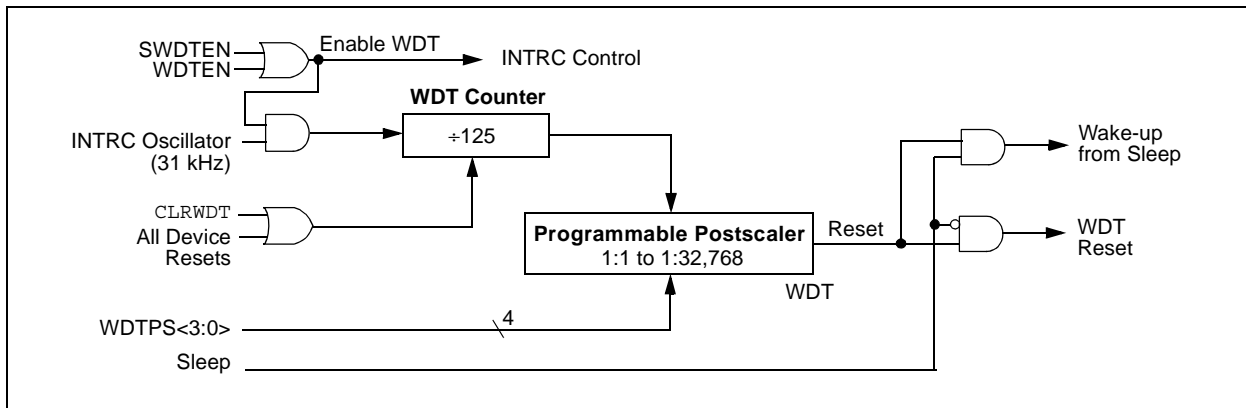 SWDTEN
WDTEN
Enable WDT
INTRC Control
WDT Counter
÷125
INTRC Oscillator
(31 kHz)
Wake-up
from Sleep
CLRWDT
All Device
Resets
Programmable Postscaler
1:1 to 1:32,768
Reset
WDT
Reset
WDT
4
WDTPS<3:0>
Sleep